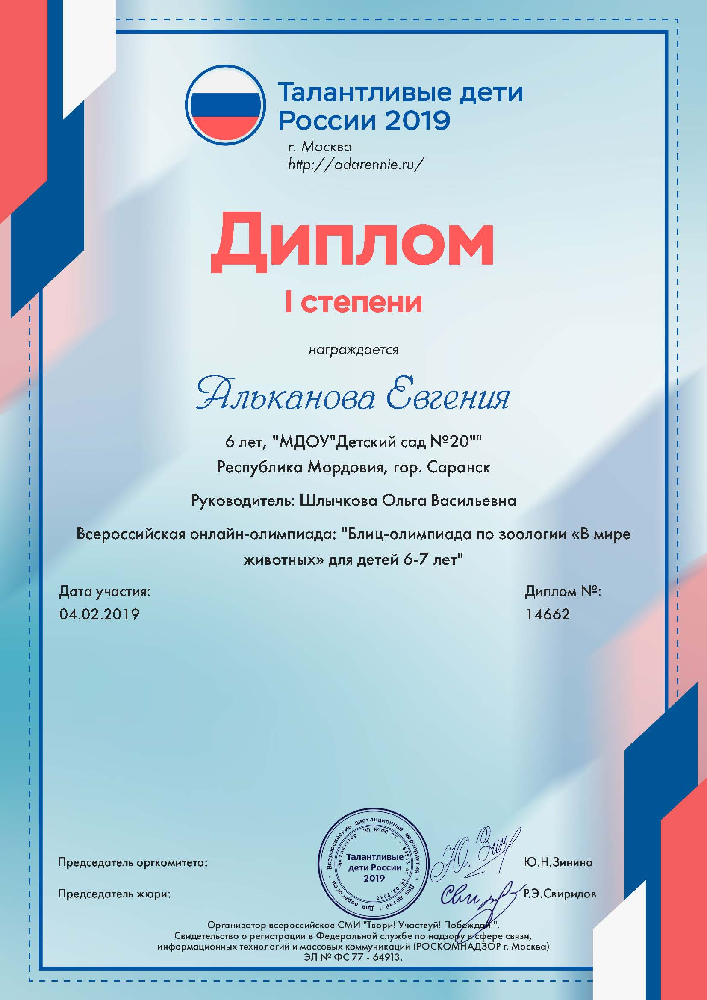 Талантливые дети
России 2019
г. Москва
http://odarennie.ru/
Диплом
I степени
награждается
Альканова Евгения
6 лет, "МДОУ"Детский сад №20""
Республика Мордовия, гор. Саранск
Руководитель: Шлычкова Ольга Васильевна
Всероссийская онлайн-олимпиада: "Блиц-олимпиада по зоологии «В мире
животных» для детей 6-7 лет"
Дата участия:
04.02.2019
Диплом №:
14662
Всероссийские дистанционные мероприятия * Для детей * Для педагогов *
Организатор ЭЛ № ФС 77 - 64913 от 16.02.2016
Талантливые
дети России
2019
Председатель оргкомитета:
Ю. Зин
Ю.Н.Зинина
Председатель жюри:
Р.Э.Свиридов
Организатор всероссийское СМИ "Твори! Участвуй! Побеждай!".
Свидетельство о регистрации в Федеральной службе по надзору в сфере связи,
информационных технологий и массовых коммуникаций (РОСКОМНАДЗОР г. Москва)
ЭЛ № ФС 77 - 64913.